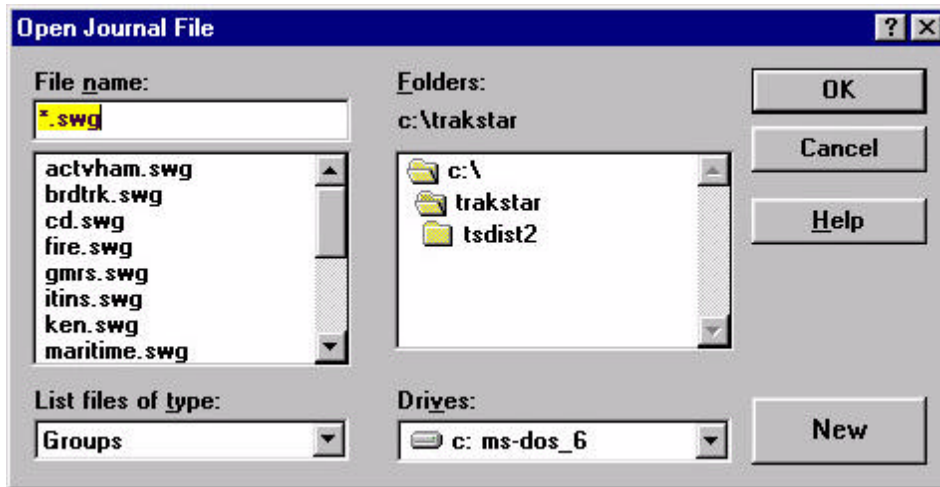 Open Journal File
File name:
*.swg
actvham.swg
brdtrk.swg
cd.swg
fire.swg
gmrs.swg
itins.swg
ken.swg
maritime.swg
List files of type:
Groups
Folders:
c:\trakstar
c:\
trakstar
tsdist2
Drives:
c: ms-dos_6
OK
Cancel
Help
New